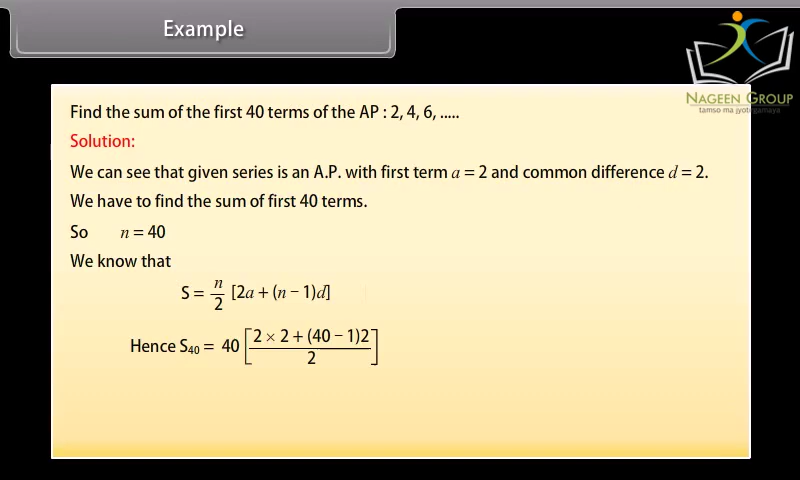 Example
NAGEEN GROUP
tamso ma jyotirgamaya
Find the sum of the first 40 terms of the AP : 2, 4, 6, .....
Solution:
We can see that given series is an A.P. with first term a = 2 and common difference d = 2.
We have to find the sum of first 40 terms.
So n = 40
We know that
S = n/2 [2a + (n − 1)d]
Hence S₄₀ = 40 [(2 × 2 + (40 − 1)2)/2]